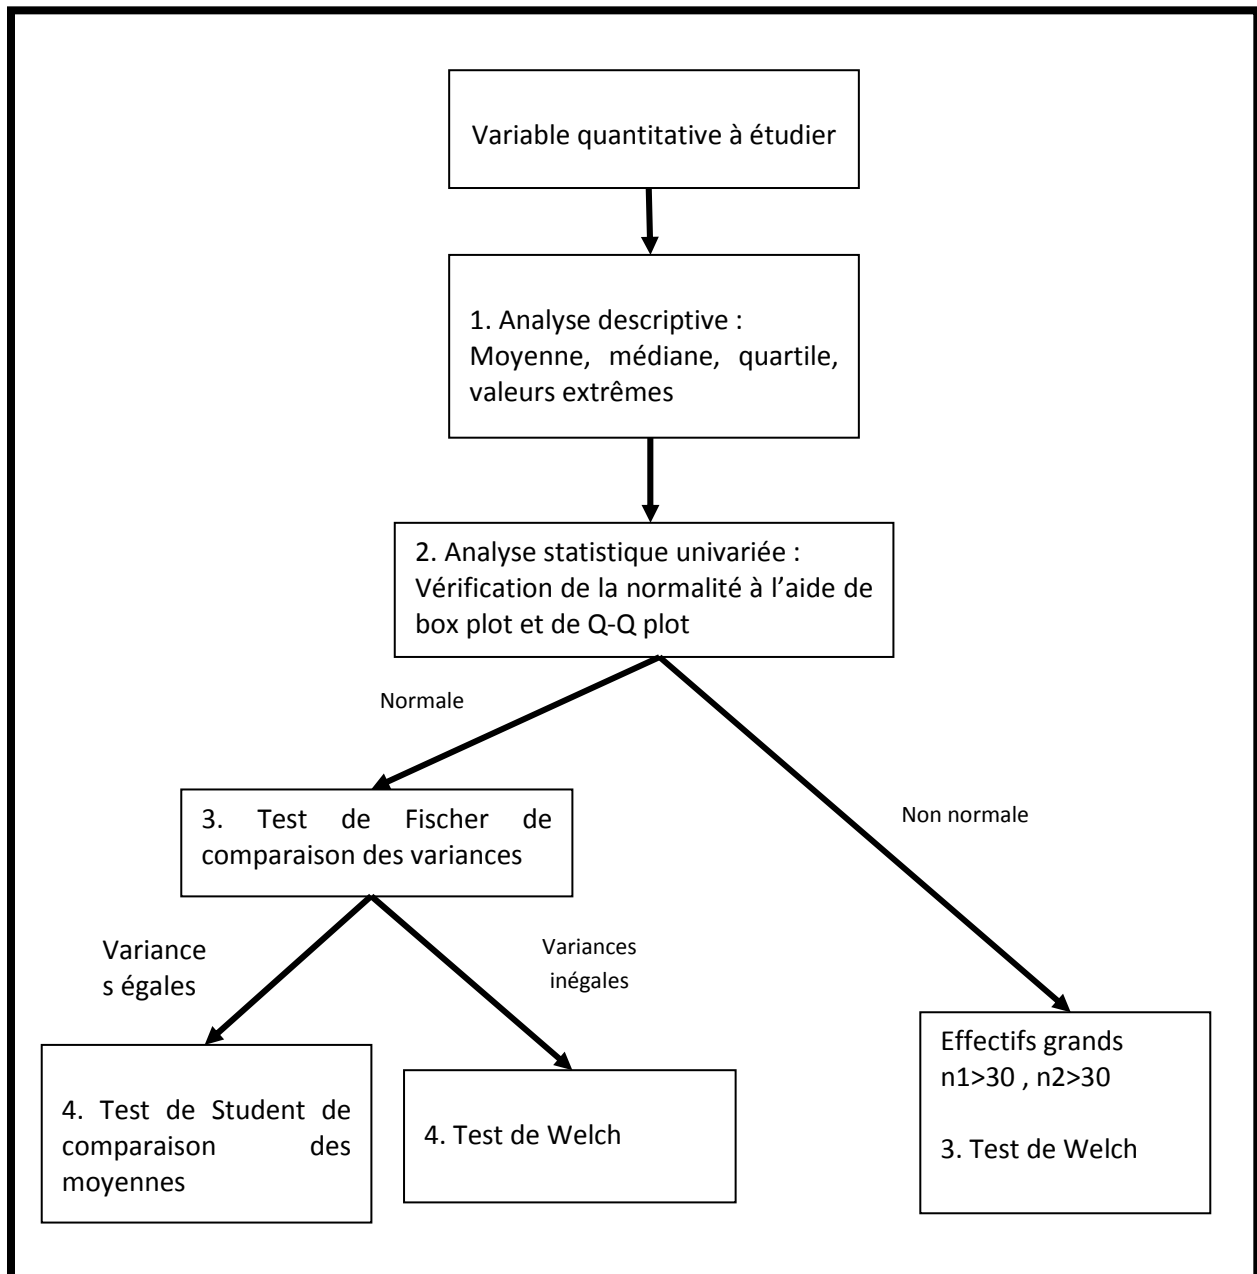 Variable quantitative à étudier
1. Analyse descriptive :
Moyenne, médiane, quartile,
valeurs extrêmes
2. Analyse statistique univariée :
Vérification de la normalité à l’aide de
box plot et de Q-Q plot
Normale
Non normale
3. Test de Fischer de
comparaison des variances
Variance
s égales
Variances
inégales
4. Test de Student de
comparaison des
moyennes
4. Test de Welch
Effectifs grands
n1>30 , n2>30
3. Test de Welch